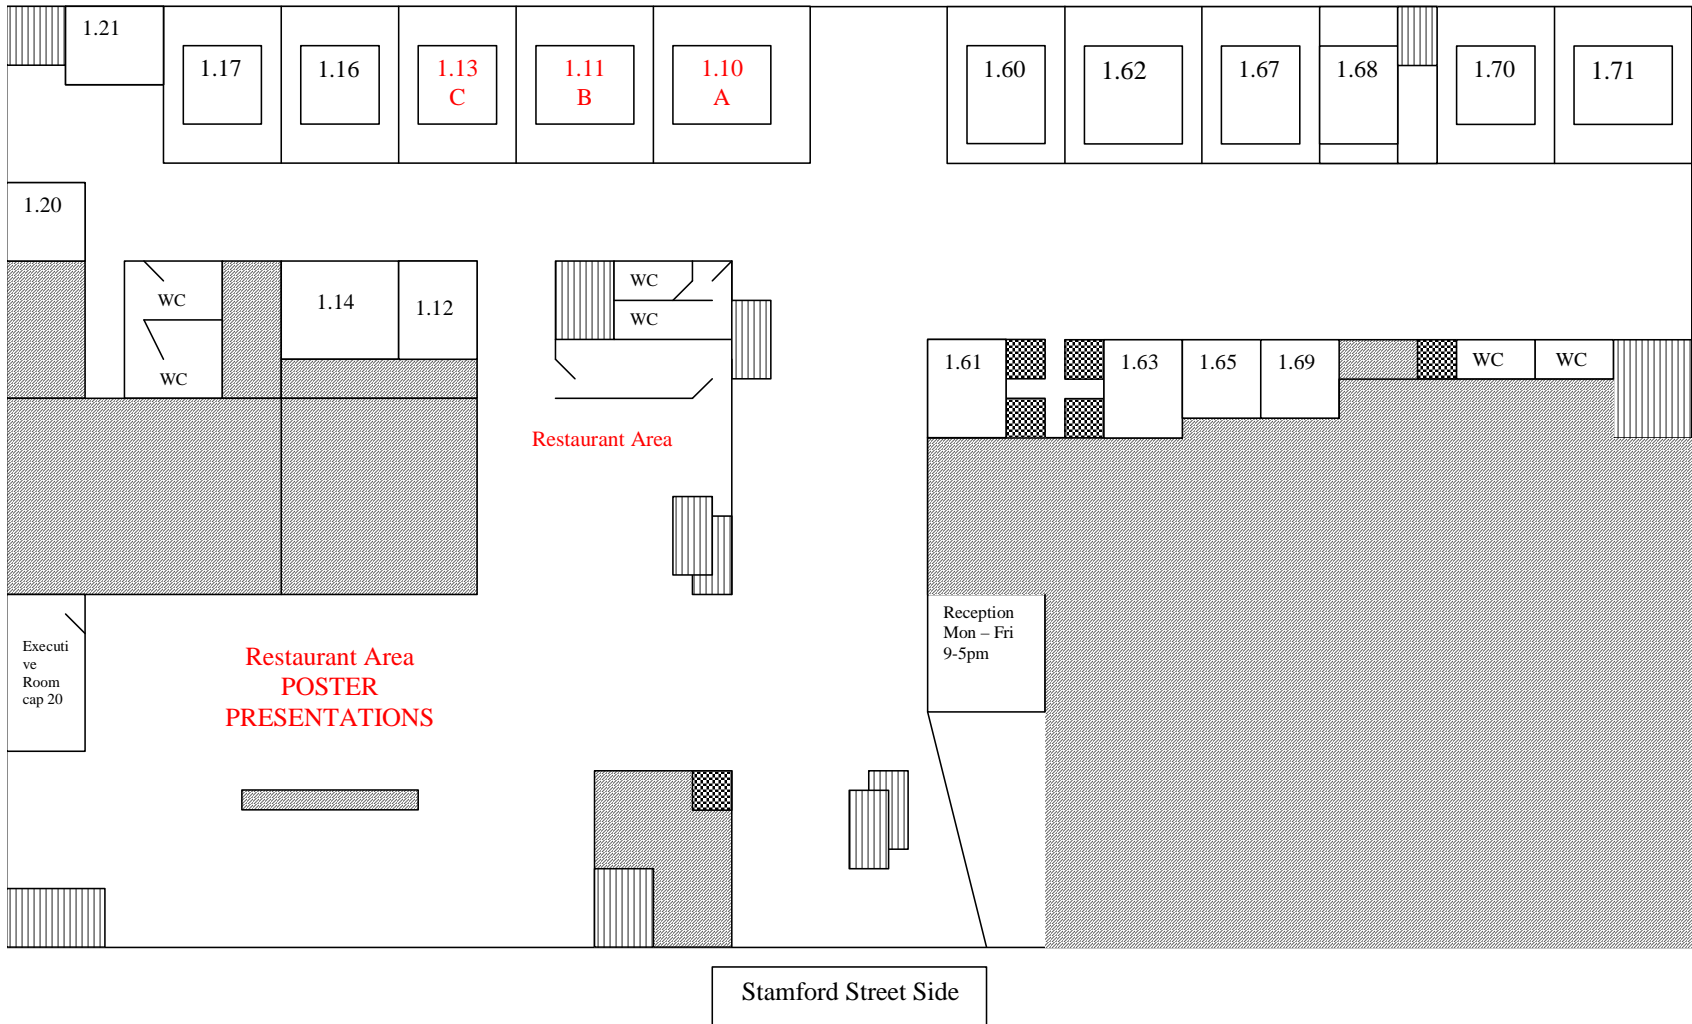 1.21
1.17
1.16
1.13
C
1.11
B
1.10
A
1.60
1.62
1.67
1.68
1.70
1.71
1.20
WC
WC
1.14
1.12
WC
WC
1.61
1.63
1.65
1.69
WC
WC
Restaurant Area
Executi
ve
Room
cap 20
Restaurant Area
POSTER
PRESENTATIONS
Reception
Mon – Fri
9-5pm
Stamford Street Side